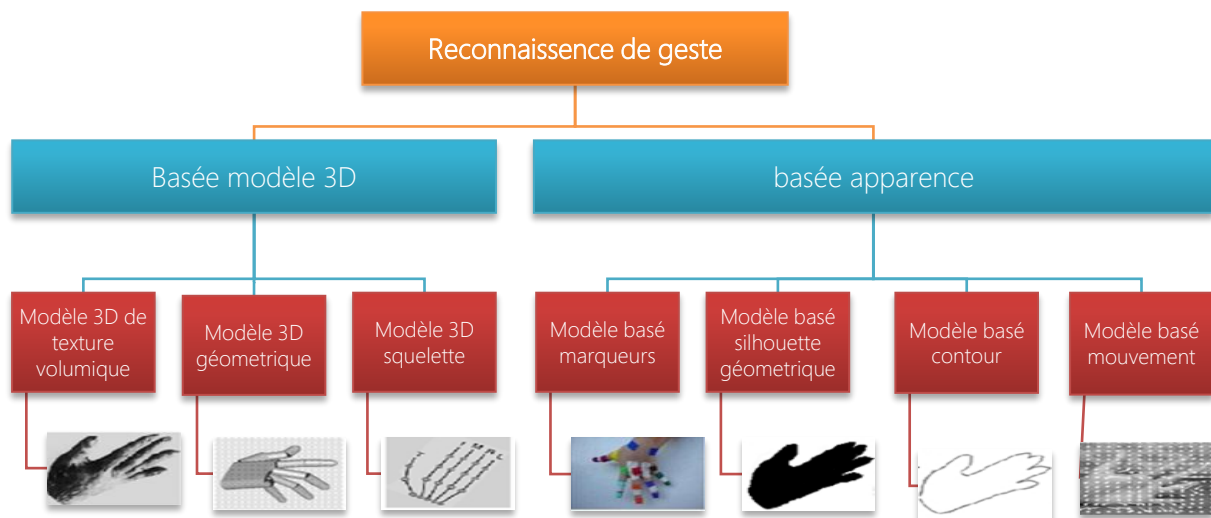 Reconnaissence de geste
Basée modèle 3D
basée apparence
Modèle 3D de
texture
volumique
Modèle 3D
géometrique
Modèle 3D
squelette
Modèle basé
marqueurs
Modèle basé
silhouette
géometrique
Modèle basé
contour
Modèle basé
mouvement